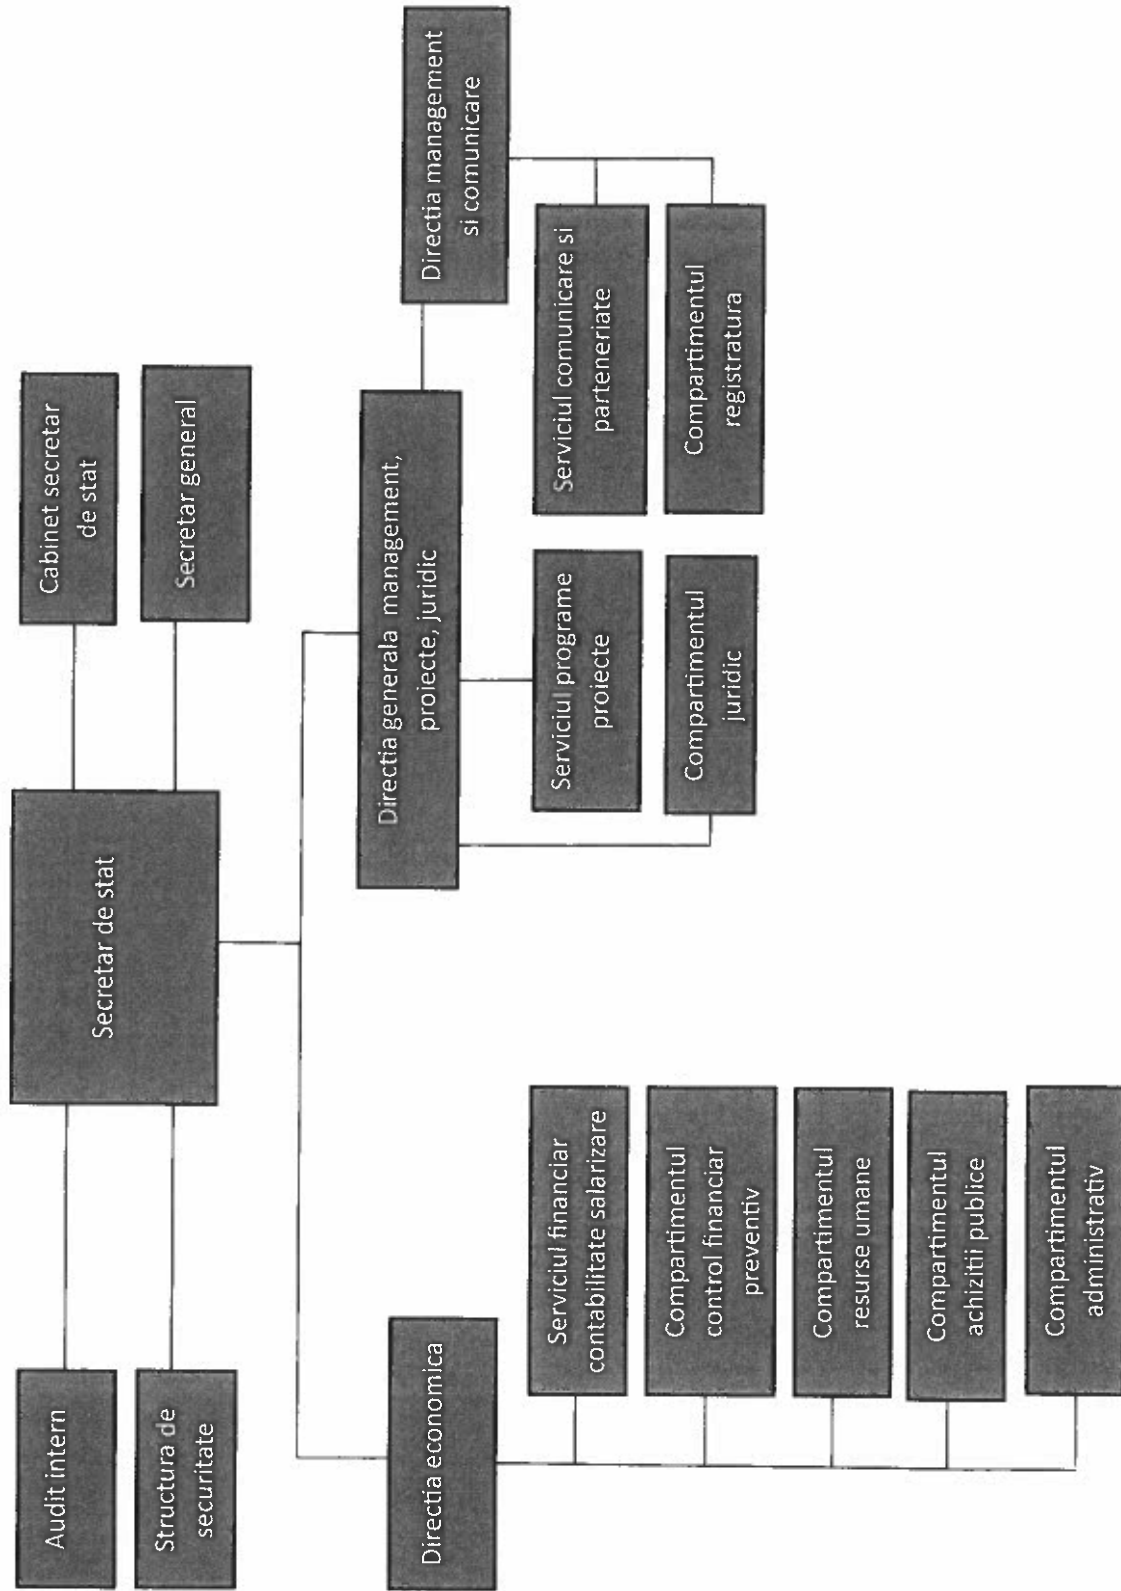 Secretar de stat
Audit intern
Structura de
securitate
Cabinet secretar
de stat
Secretar general
Directia economica
Serviciul financiar
contabilitate salarizare
Compartimentul
control financiar
preventiv
Compartimentul
resurse umane
Compartimentul
achizitii publice
Compartimentul
administrativ
Directia generala management,
proiecte, juridic
Serviciul programe
proiecte
Compartimentul
juridic
Directia management
si comunicare
Serviciul comunicare si
parteneriate
Compartimentul
registratura